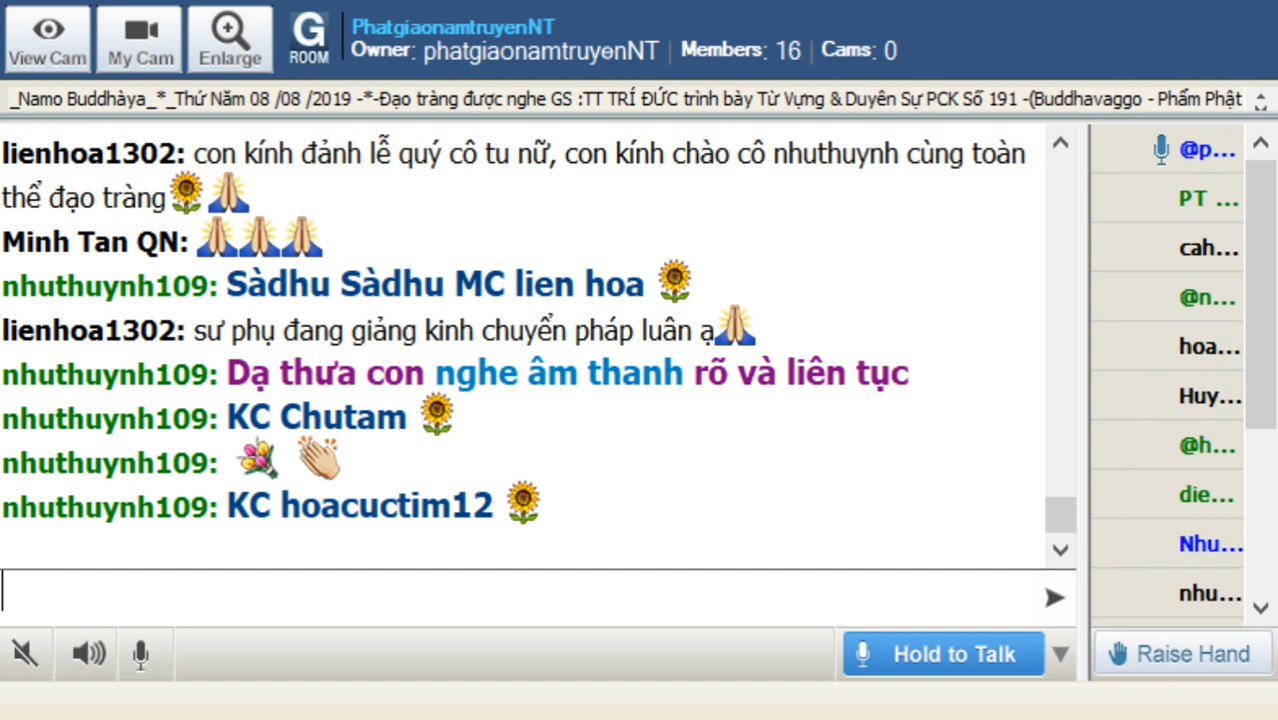 View Cam
My Cam
Enlarge
G
ROOM
PhatgiaonamtruyenNT
Owner: phatgiaonamtruyenNT | Members: 16 | Cams: 0
_Namo Buddhàya_*_Thứ Năm 08 /08 /2019 -*-Đạo tràng được nghe GS :TT TRÍ ĐỨC trình bày Từ Vựng & Duyên Sự PCK Số 191 -(Buddhavaggo - Phẩm Phật
lienhoa1302: con kính đảnh lễ quý cô tu nữ, con kính chào cô nhuthuynh cùng toàn
thể đạo tràng
Minh Tan QN:
nhuthuynh109: Sàdhu Sàdhu MC lien hoa
lienhoa1302: sư phụ đang giảng kinh chuyển pháp luân ạ
nhuthuynh109: Dạ thưa con nghe âm thanh rõ và liên tục
nhuthuynh109: KC Chutam
nhuthuynh109:
nhuthuynh109: KC hoacuctim12
@p...
PT ...
cah...
@n...
hoa...
Huy...
@h...
die...
Nhu...
nhu...
Hold to Talk
Raise Hand